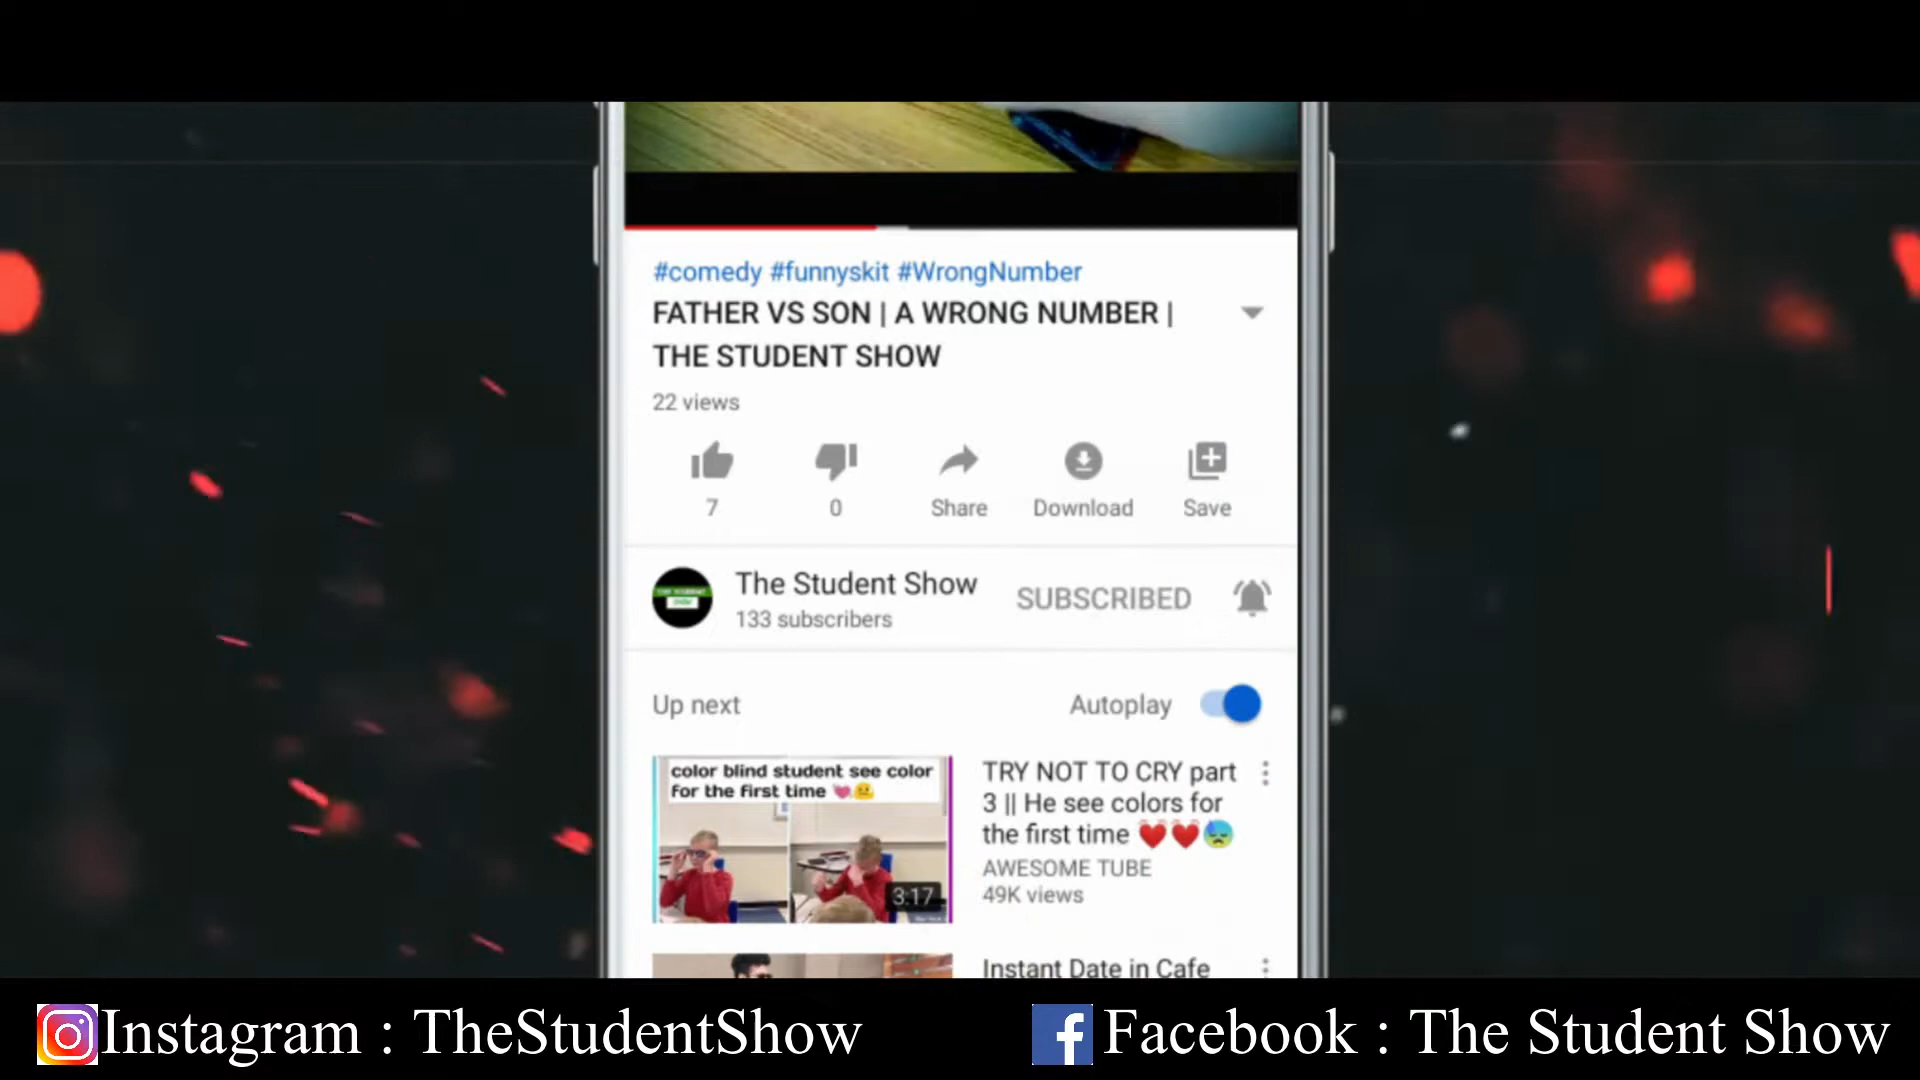 #comedy #funnyskit #WrongNumber
FATHER VS SON | A WRONG NUMBER |
THE STUDENT SHOW
22 views
7
0
Share
Download
Save
The Student Show
133 subscribers
SUBSCRIBED
Up next
Autoplay
color blind student see color
for the first time 💘😐
3:17
TRY NOT TO CRY part
3 || He see colors for
the first time ❤️❤️😓
AWESOME TUBE
49K views
Instant Date in Cafe
Instagram : TheStudentShow
Facebook : The Student Show